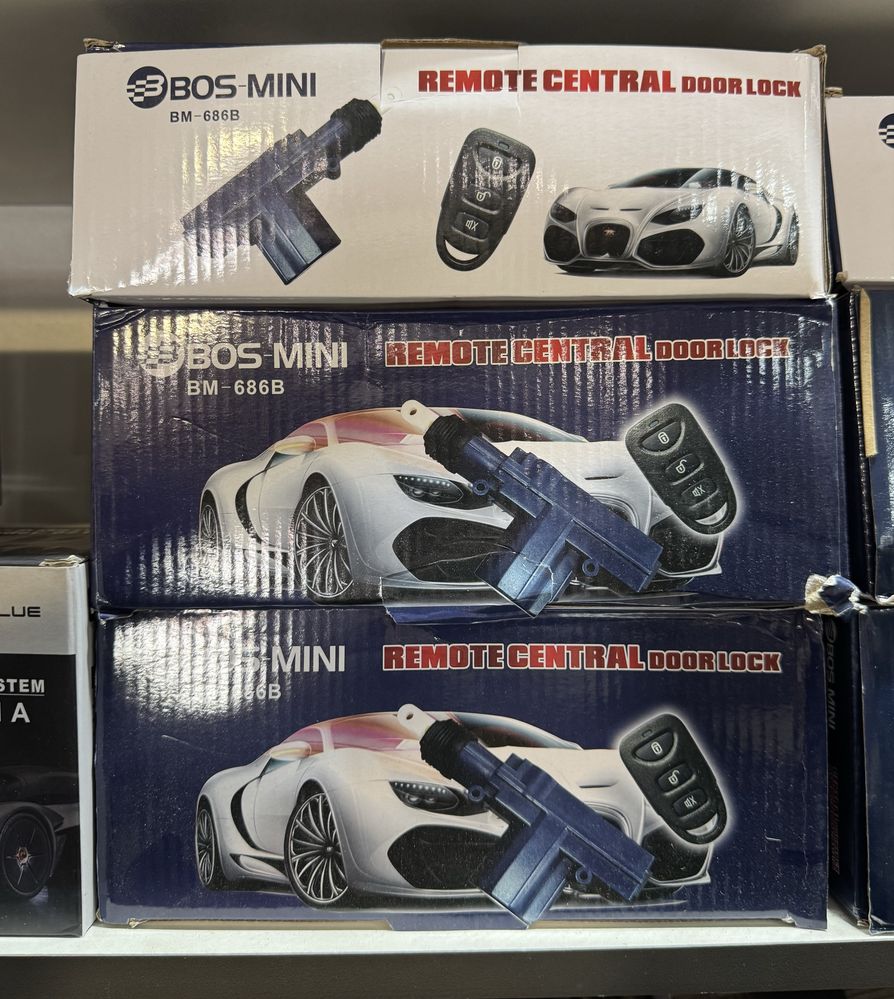 BOS-MINI
REMOTE CENTRAL DOOR LOCK
BM-686B
BOS-MINI
REMOTE CENTRAL DOOR LOCK
BM-686B
MINI
REMOTE CENTRAL DOOR LOCK
LUE
STEM
A
BOS MINI